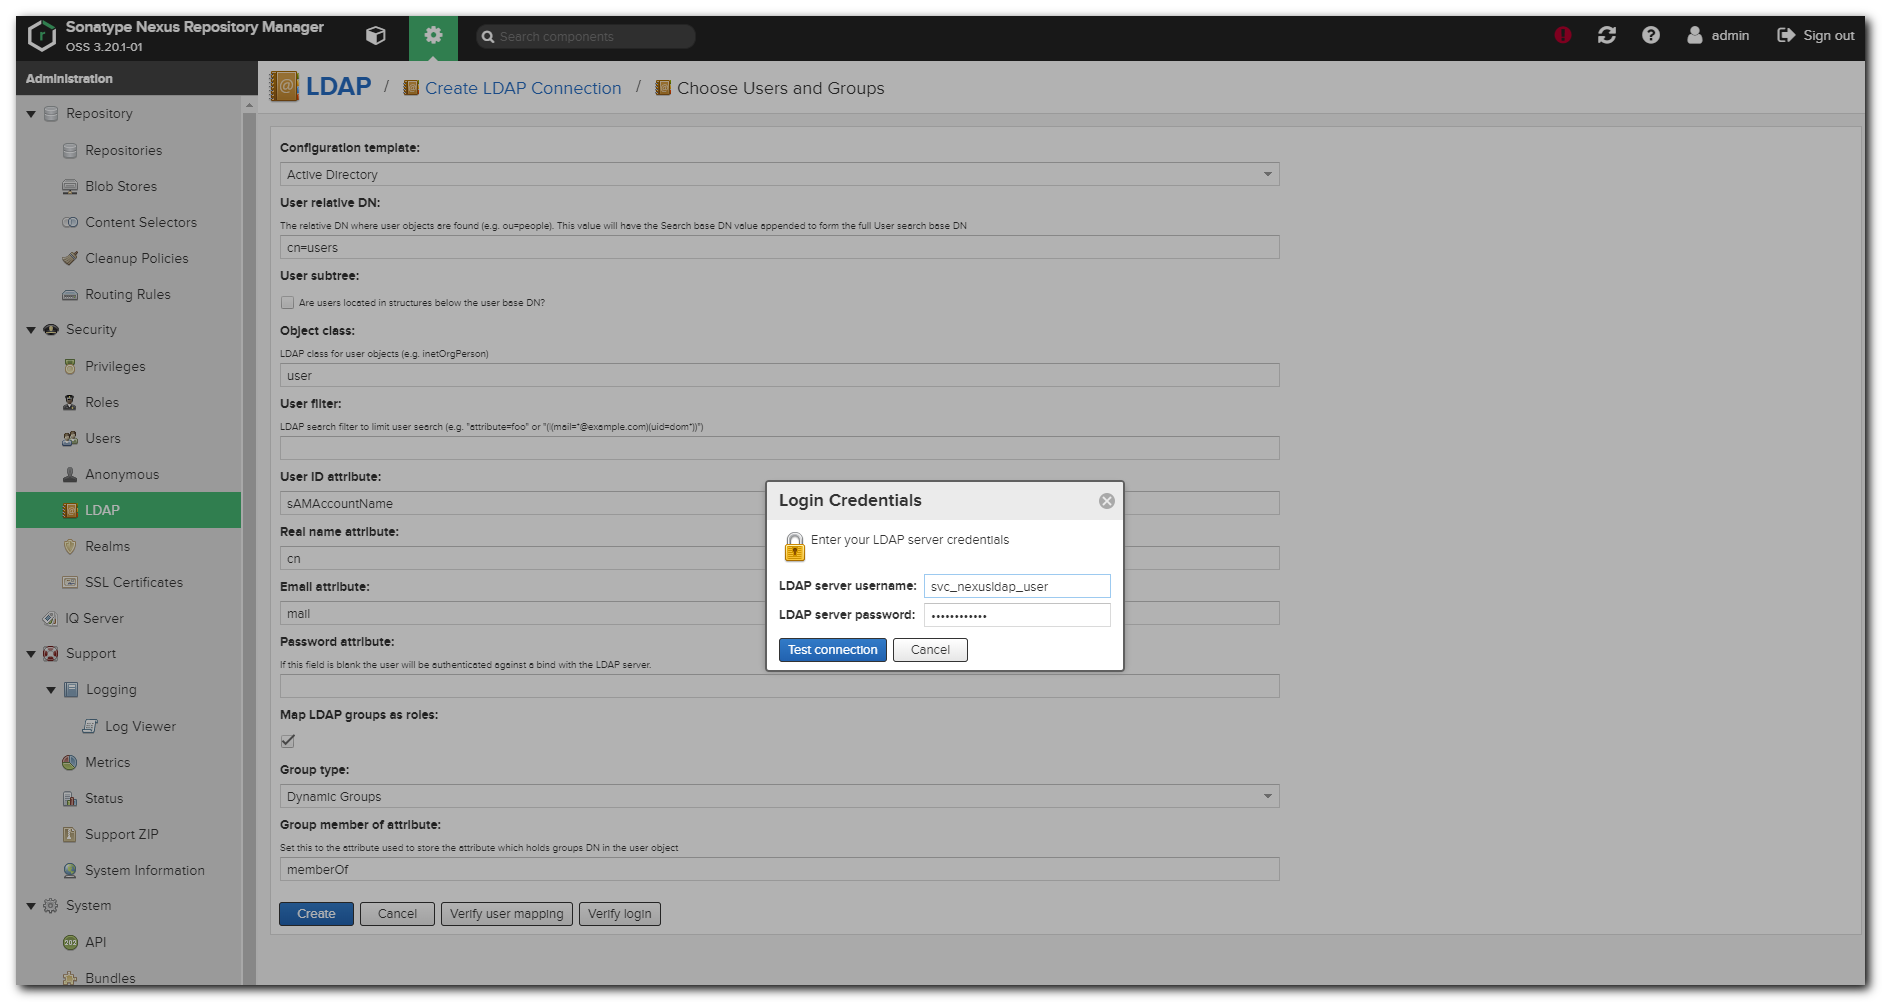 Sonatype Nexus Repository Manager
OSS 3.20.1-01
Search components
admin
Sign out
Administration
Repository
Repositories
Blob Stores
Content Selectors
Cleanup Policies
Routing Rules
Security
Privileges
Roles
Users
Anonymous
LDAP
Realms
SSL Certificates
IQ Server
Support
Logging
Log Viewer
Metrics
Status
Support ZIP
System Information
System
API
Bundles
LDAP / Create LDAP Connection / Choose Users and Groups
Configuration template:
Active Directory
User relative DN:
The relative DN where user objects are found (e.g. ou=people). This value will have the Search base DN value appended to form the full User search base DN
cn=users
User subtree:
Are users located in structures below the user base DN?
Object class:
LDAP class for user objects (e.g. inetOrgPerson)
user
User filter:
LDAP search filter to limit user search (e.g. "attribute=foo" or "(|(mail=*@example.com)(uid=dom*))")
User ID attribute:
sAMAccountName
Real name attribute:
cn
Email attribute:
mail
Password attribute:
If this field is blank the user will be authenticated against a bind with the LDAP server.
Map LDAP groups as roles:
Group type:
Dynamic Groups
Group member of attribute:
Set this to the attribute used to store the attribute which holds groups DN in the user object
memberOf
Create
Cancel
Verify user mapping
Verify login
Login Credentials
Enter your LDAP server credentials
LDAP server username: svc_nexusldap_user
LDAP server password: ••••••••••••
Test connection
Cancel